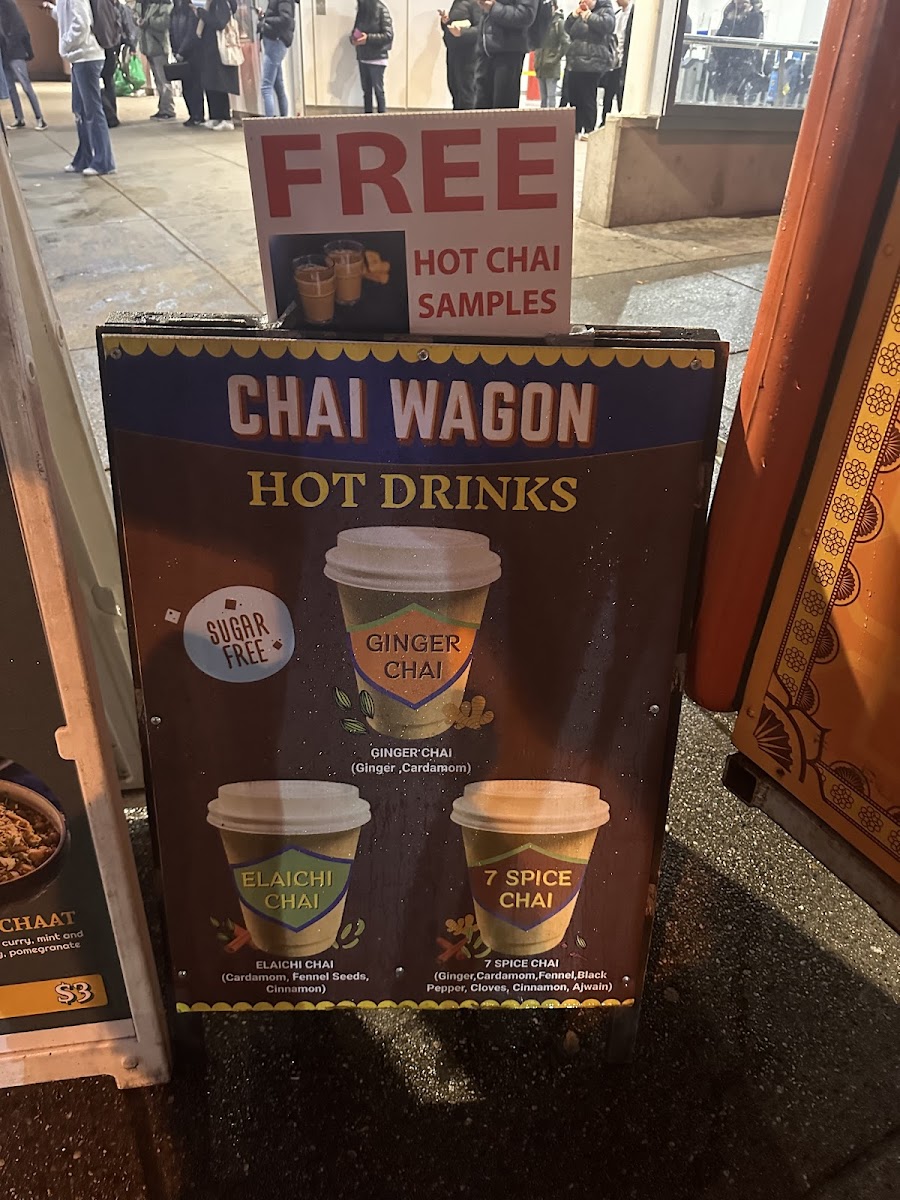 FREE
HOT CHAI
SAMPLES
CHAI WAGON
HOT DRINKS
SUGAR
FREE
GINGER
CHAI
GINGER CHAI
(Ginger ,Cardamom)
ELAICHI
CHAI
ELAICHI CHAI
(Cardamom, Fennel Seeds,
Cinnamon)
7 SPICE
CHAI
7 SPICE CHAI
(Ginger,Cardamom,Fennel,Black
Pepper, Cloves, Cinnamon, Ajwain)
CHAAT
curry, mint and
pomegranate
$3